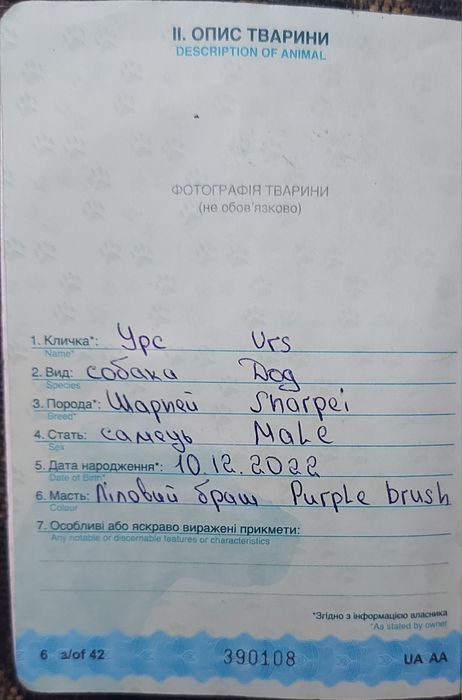 II. ОПИС ТВАРИНИ
DESCRIPTION OF ANIMAL
ФОТОГРАФІЯ ТВАРИНИ
(не обов'язково)
1. Кличка*: Урс Urs
Name*
2. Вид: собака Dog
Species
3. Порода*: Шарпей Sharpei
Breed*
4. Стать: самець Male
Sex
5. Дата народження*: 10.12.2022
Date of Birth*
6. Масть: Ліловий браш Purple brush
Colour
7. Особливі або яскраво виражені прикмети:
Any notable or discernable features or characteristics
*Згідно з інформацією власника
*As stated by owner
6 з/of 42 390108 UA AA